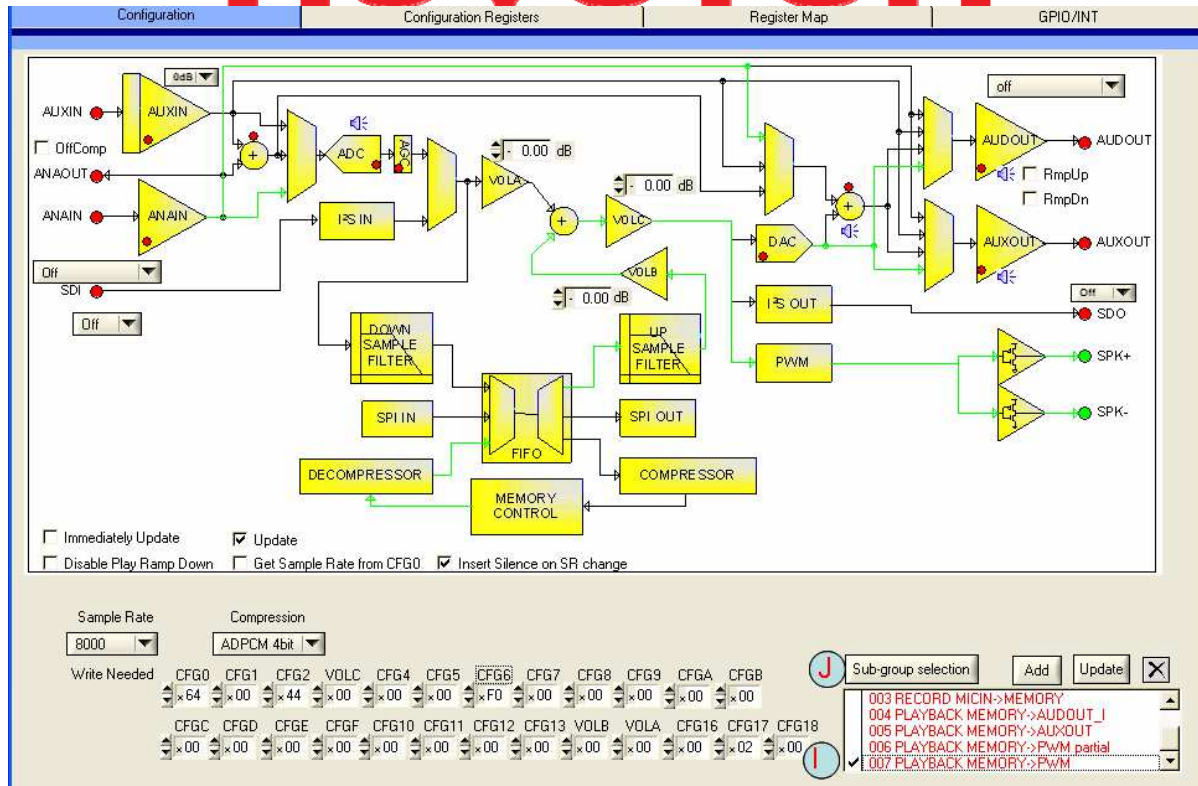 Configuration
Configuration Registers
Register Map
GPIO/INT
0dB
off
AUXIN
AUXIN
OffComp
ANAOUT
ANAIN
ANAIN
+
ADC
AGC
I²S IN
- 0.00 dB
VOLA
- 0.00 dB
+
VOLC
VOLB
- 0.00 dB
+
DAC
AUDOUT
AUDOUT
RmpUp
RmpDn
AUXOUT
AUXOUT
Off
SDI
Off
I²S OUT
Off
SDO
DOWN
SAMPLE
FILTER
UP
SAMPLE
FILTER
PWM
SPK+
SPK-
SPI IN
FIFO
SPI OUT
DECOMPRESSOR
COMPRESSOR
MEMORY
CONTROL
Immediately Update
Update
Disable Play Ramp Down
Get Sample Rate from CFG0
Insert Silence on SR change
Sample Rate
Compression
8000
ADPCM 4bit
Write Needed
CFG0 CFG1 CFG2 VOLC CFG4 CFG5 CFG6 CFG7 CFG8 CFG9 CFGA CFGB
x64 x00 x44 x00 x00 x00 xF0 x00 x00 x00 x00 x00
CFGC CFGD CFGE CFGF CFG10 CFG11 CFG12 CFG13 VOLB VOLA CFG16 CFG17 CFG18
x00 x00 x00 x00 x00 x00 x00 x00 x00 x00 x00 x02 x00
J
Sub-group selection
Add
Update
X
003 RECORD MICIN->MEMORY
004 PLAYBACK MEMORY->AUDOUT_I
005 PLAYBACK MEMORY->AUXOUT
006 PLAYBACK MEMORY->PWM partial
007 PLAYBACK MEMORY->PWM
I